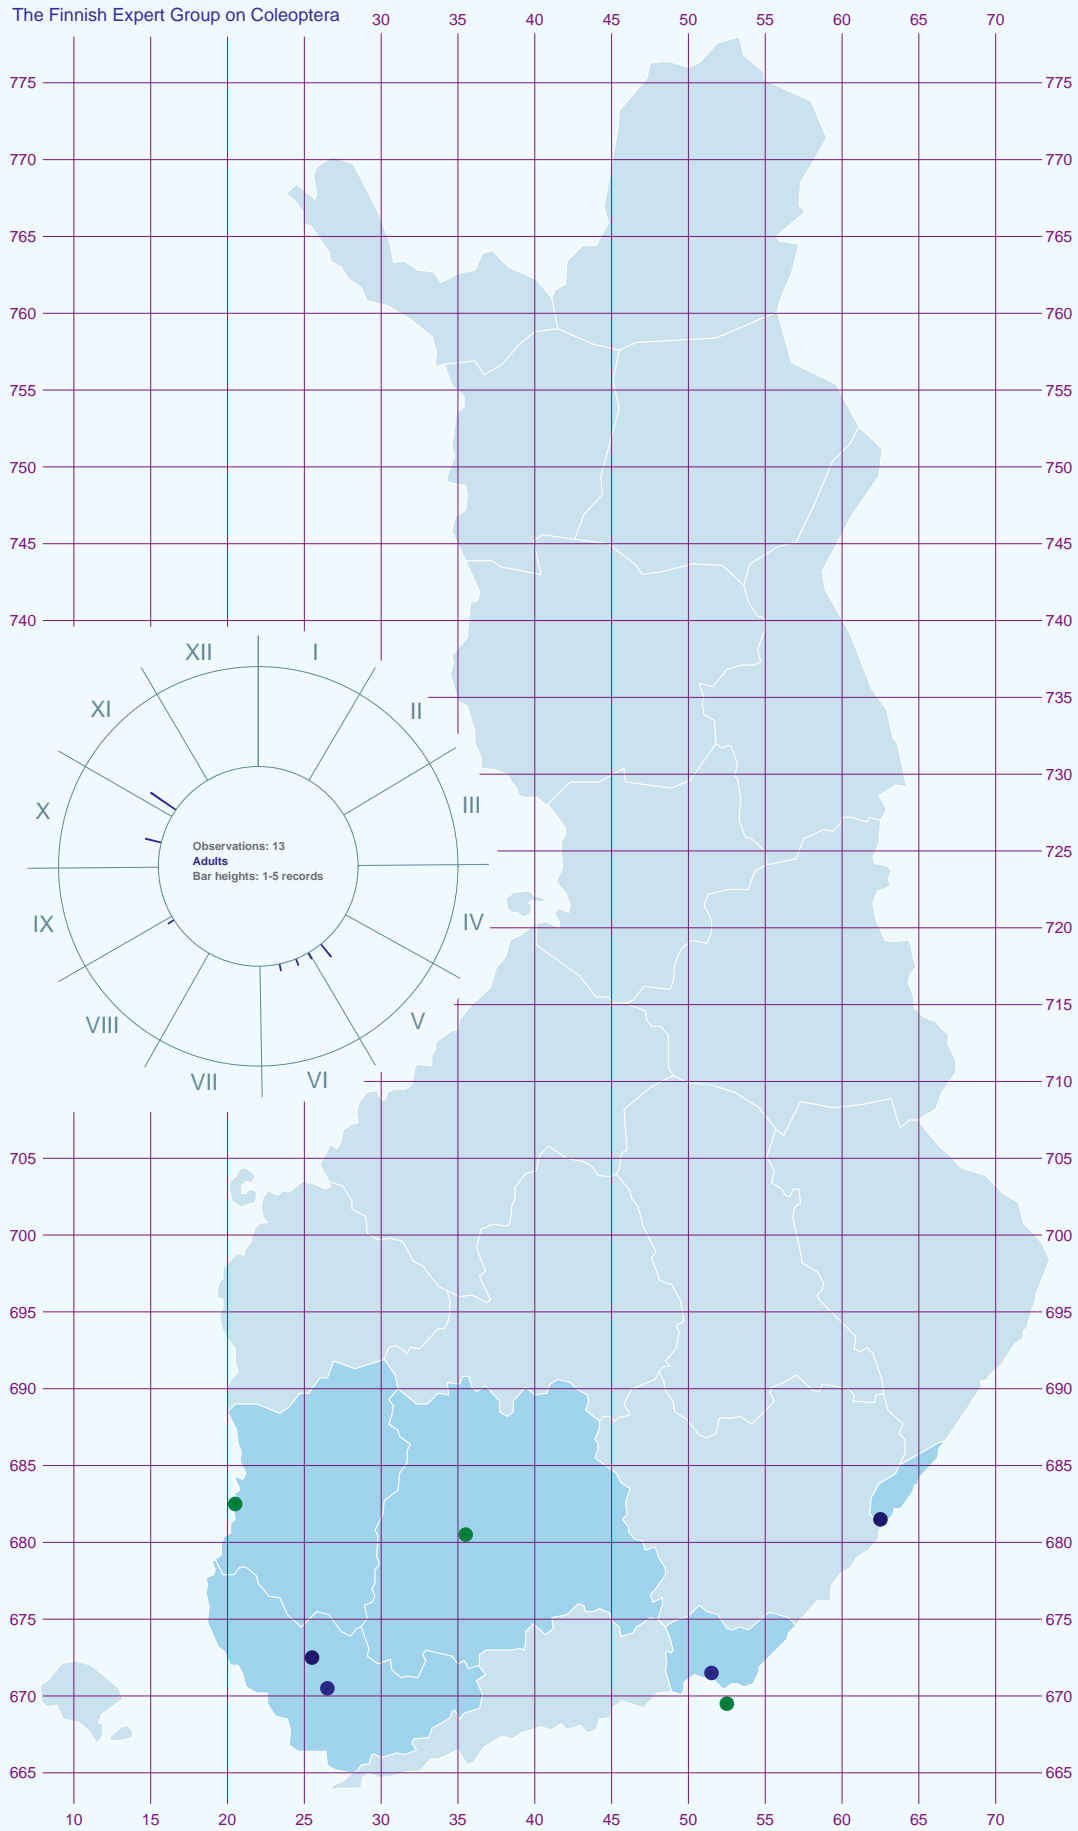 The Finnish Expert Group on Coleoptera 30 35 40 45 50 55 60 65 70
775 775
770 770
765 765
760 760
755 755
750 750
745 745
740 740
XII I
XI II
735
730
X III
725
Observations: 13
Adults
Bar heights: 1-5 records
IX IV
720
715
VIII V
VII VI
710
705 705
700 700
695 695
690 690
685 685
680 680
675 675
670 670
665 665
10 15 20 25 30 35 40 45 50 55 60 65 70